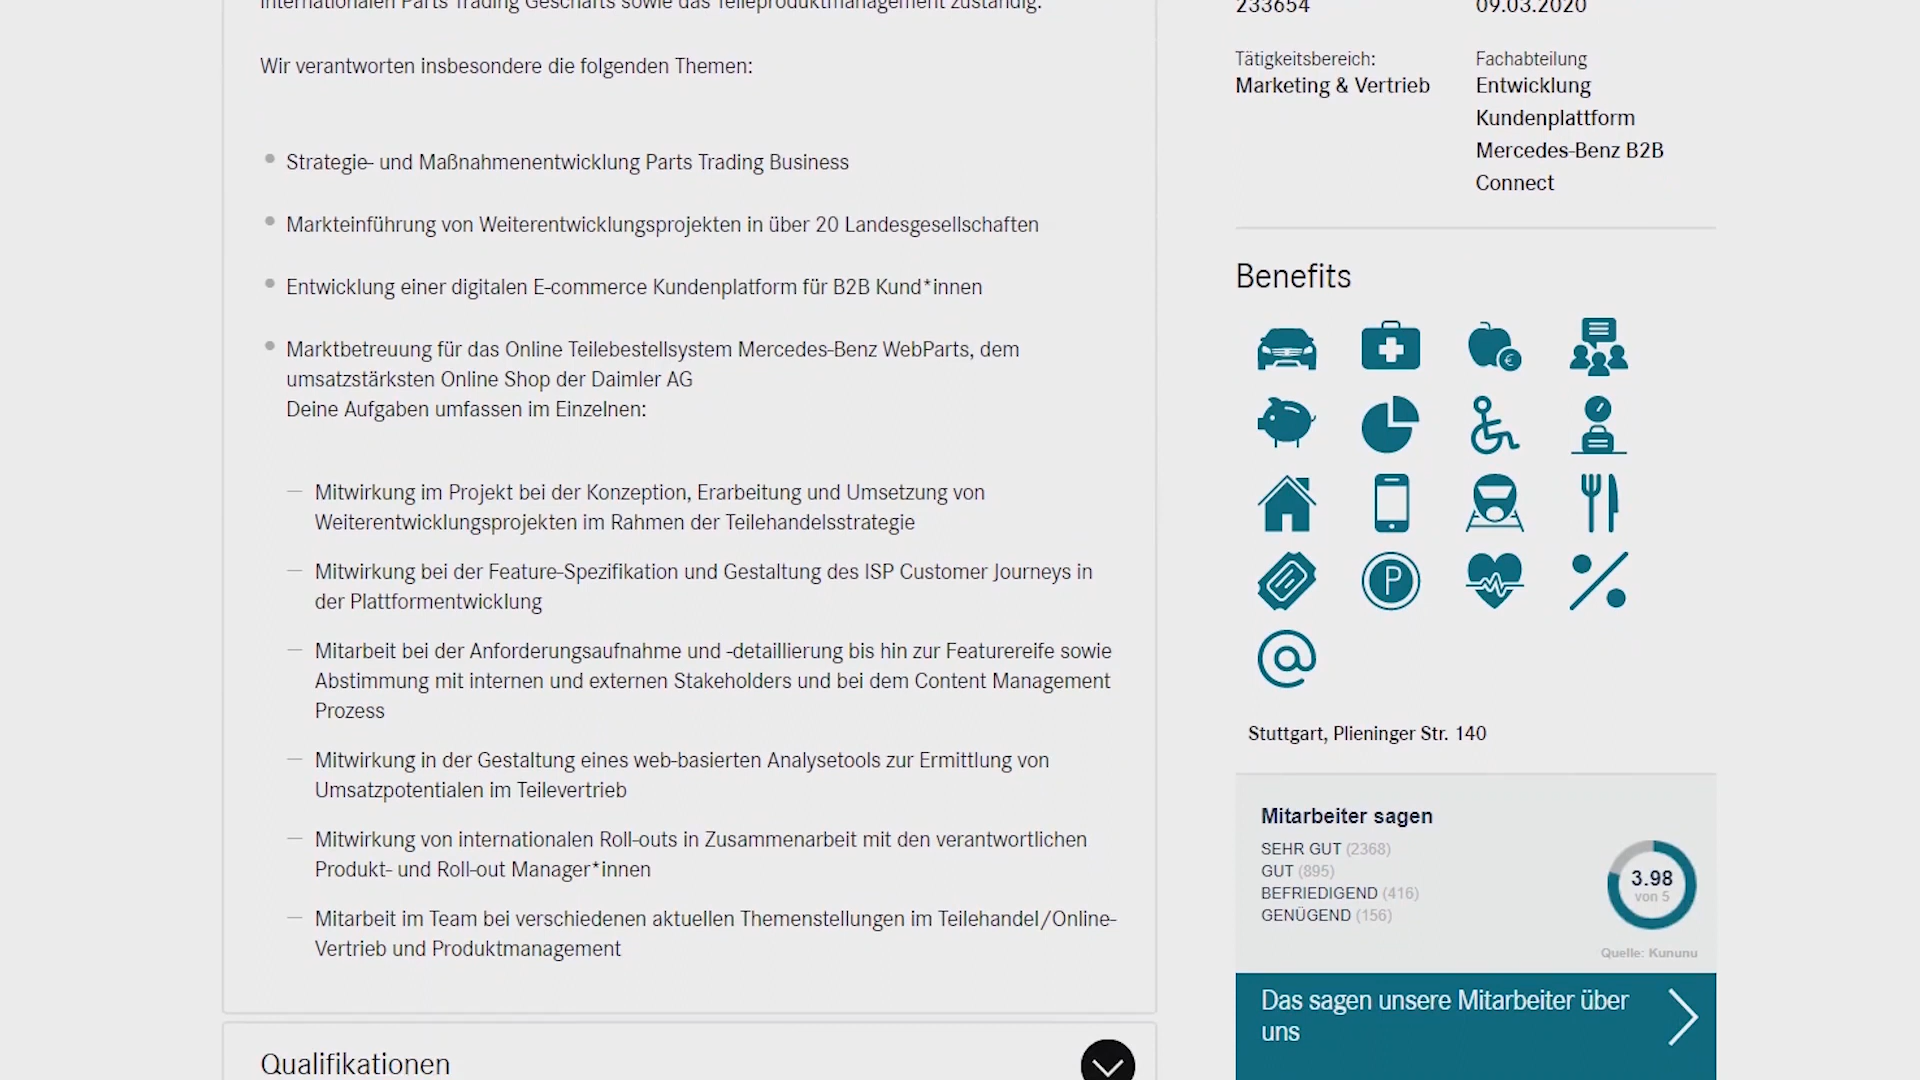 internationalen Parts Trading Geschäfts sowie das Teileproduktmanagement zuständig.
Wir verantworten insbesondere die folgenden Themen:
Strategie- und Maßnahmenentwicklung Parts Trading Business
Markteinführung von Weiterentwicklungsprojekten in über 20 Landesgesellschaften
Entwicklung einer digitalen E-commerce Kundenplatform für B2B Kund*innen
Marktbetreuung für das Online Teilebestellsystem Mercedes-Benz WebParts, dem
umsatzstärksten Online Shop der Daimler AG
Deine Aufgaben umfassen im Einzelnen:
Mitwirkung im Projekt bei der Konzeption, Erarbeitung und Umsetzung von
Weiterentwicklungsprojekten im Rahmen der Teilehandelsstrategie
Mitwirkung bei der Feature-Spezifikation und Gestaltung des ISP Customer Journeys in
der Plattformentwicklung
Mitarbeit bei der Anforderungsaufnahme und -detaillierung bis hin zur Featurereife sowie
Abstimmung mit internen und externen Stakeholders und bei dem Content Management
Prozess
Mitwirkung in der Gestaltung eines web-basierten Analysetools zur Ermittlung von
Umsatzpotentialen im Teilevertrieb
Mitwirkung von internationalen Roll-outs in Zusammenarbeit mit den verantwortlichen
Produkt- und Roll-out Manager*innen
Mitarbeit im Team bei verschiedenen aktuellen Themenstellungen im Teilehandel/Online-
Vertrieb und Produktmanagement
Qualifikationen
233654
09.03.2020
Tätigkeitsbereich:
Marketing & Vertrieb
Fachabteilung
Entwicklung
Kundenplattform
Mercedes-Benz B2B
Connect
Benefits
€
P
@
Stuttgart, Plieninger Str. 140
Mitarbeiter sagen
SEHR GUT (2368)
GUT (895)
BEFRIEDIGEND (416)
GENÜGEND (156)
3.98
von 5
Quelle: Kununu
Das sagen unsere Mitarbeiter über
uns